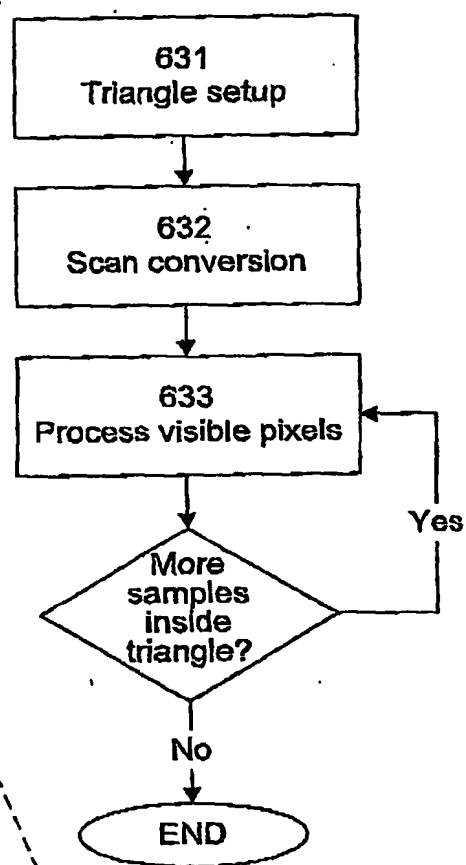 631
Triangle setup
632
Scan conversion
633
Process visible pixels
Yes
More
samples
inside
triangle?
No
END